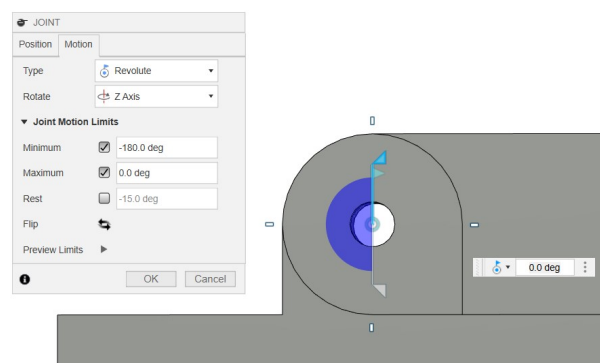 JOINT
Position Motion
Type Revolute
Rotate Z Axis
Joint Motion Limits
Minimum -180.0 deg
Maximum 0.0 deg
Rest -15.0 deg
Flip
Preview Limits
OK Cancel
0.0 deg